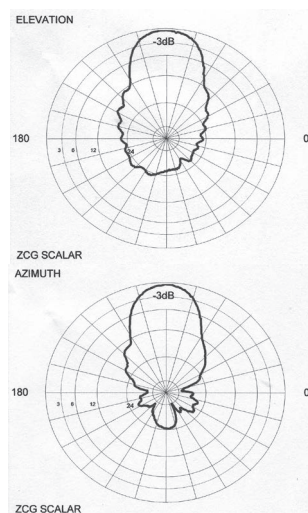 ELEVATION
-3dB
180 0
3 6 12 24
ZCG SCALAR
AZIMUTH
-3dB
180 0
3 6 12 24
ZCG SCALAR